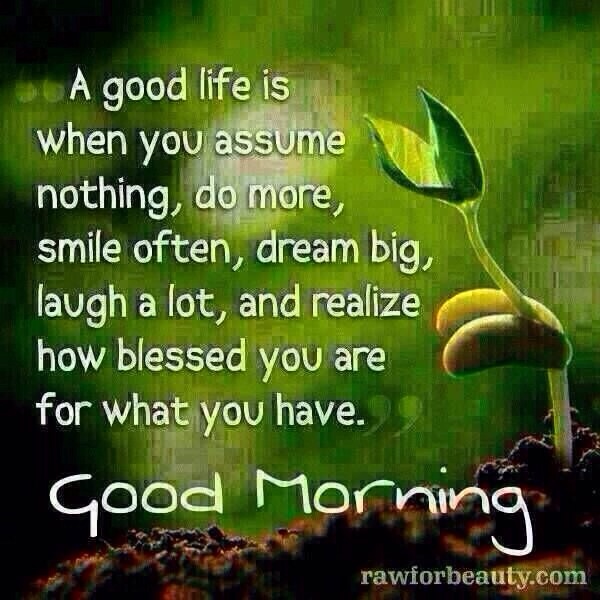 “ A good life is
when you assume
nothing, do more,
smile often, dream big,
laugh a lot, and realize
how blessed you are
for what you have. ”
Good Morning
rawforbeauty.com